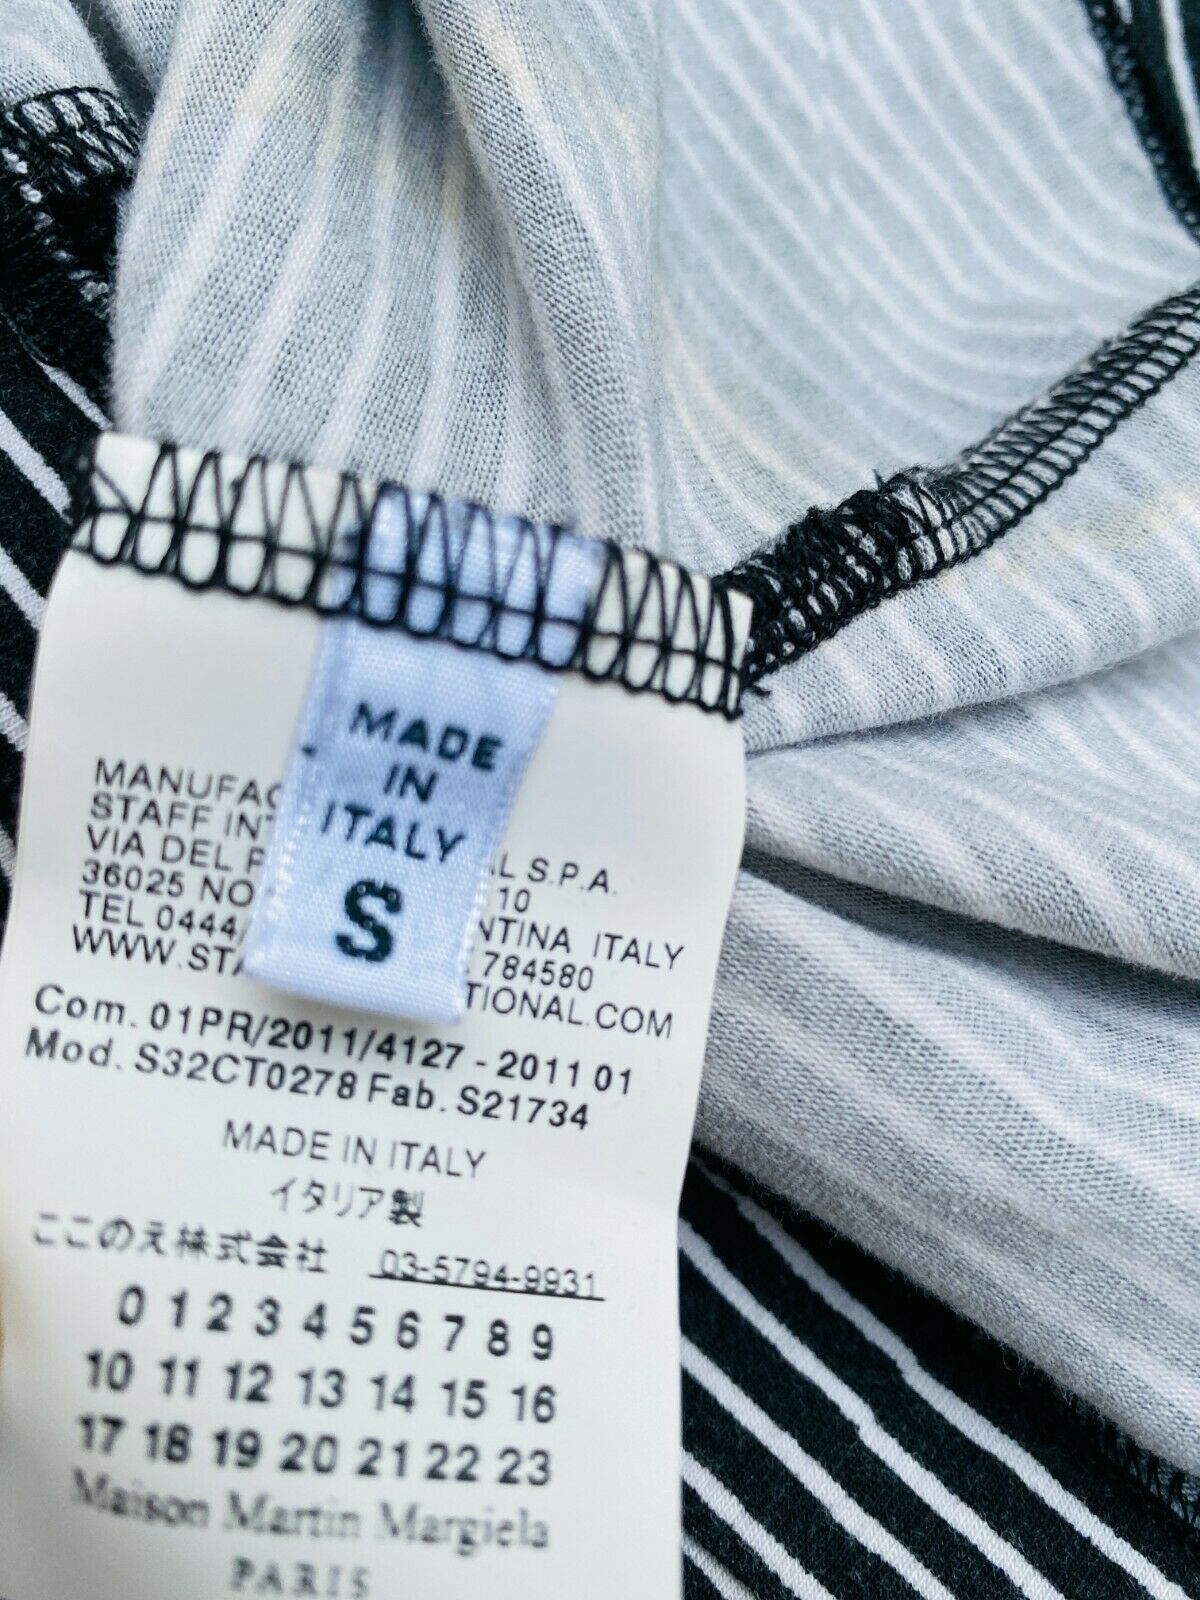 MADE
IN
ITALY
S
MANUFAC
STAFF INT L S.P.A.
VIA DEL P 10
36025 NO NTINA ITALY
TEL 0444 784580
WWW.STA TIONAL.COM
Com. 01PR/2011/4127 - 2011 01
Mod. S32CT0278 Fab. S21734
MADE IN ITALY
イタリア製
ここのえ株式会社 03-5794-9931
0 1 2 3 4 5 6 7 8 9
10 11 12 13 14 15 16
17 18 19 20 21 22 23
Maison Martin Margiela
PARIS